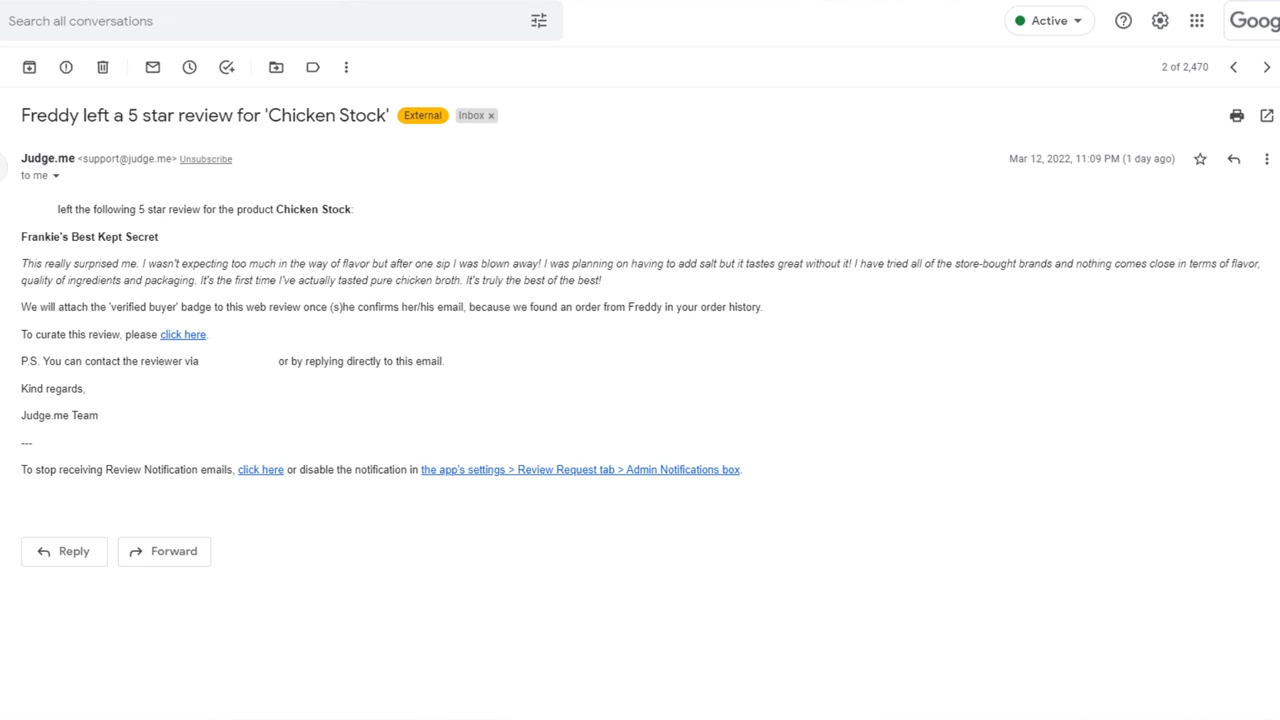 Search all conversations
Active
Goog
2 of 2,470
Freddy left a 5 star review for 'Chicken Stock' External Inbox ×
Judge.me <support@judge.me> Unsubscribe
Mar 12, 2022, 11:09 PM (1 day ago)
to me
left the following 5 star review for the product Chicken Stock:
Frankie's Best Kept Secret
This really surprised me. I wasn't expecting too much in the way of flavor but after one sip I was blown away! I was planning on having to add salt but it tastes great without it! I have tried all of the store-bought brands and nothing comes close in terms of flavor,
quality of ingredients and packaging. It's the first time I've actually tasted pure chicken broth. It's truly the best of the best!
We will attach the 'verified buyer' badge to this web review once (s)he confirms her/his email, because we found an order from Freddy in your order history.
To curate this review, please click here.
P.S. You can contact the reviewer via or by replying directly to this email.
Kind regards,
Judge.me Team
---
To stop receiving Review Notification emails, click here or disable the notification in the app's settings > Review Request tab > Admin Notifications box.
Reply Forward